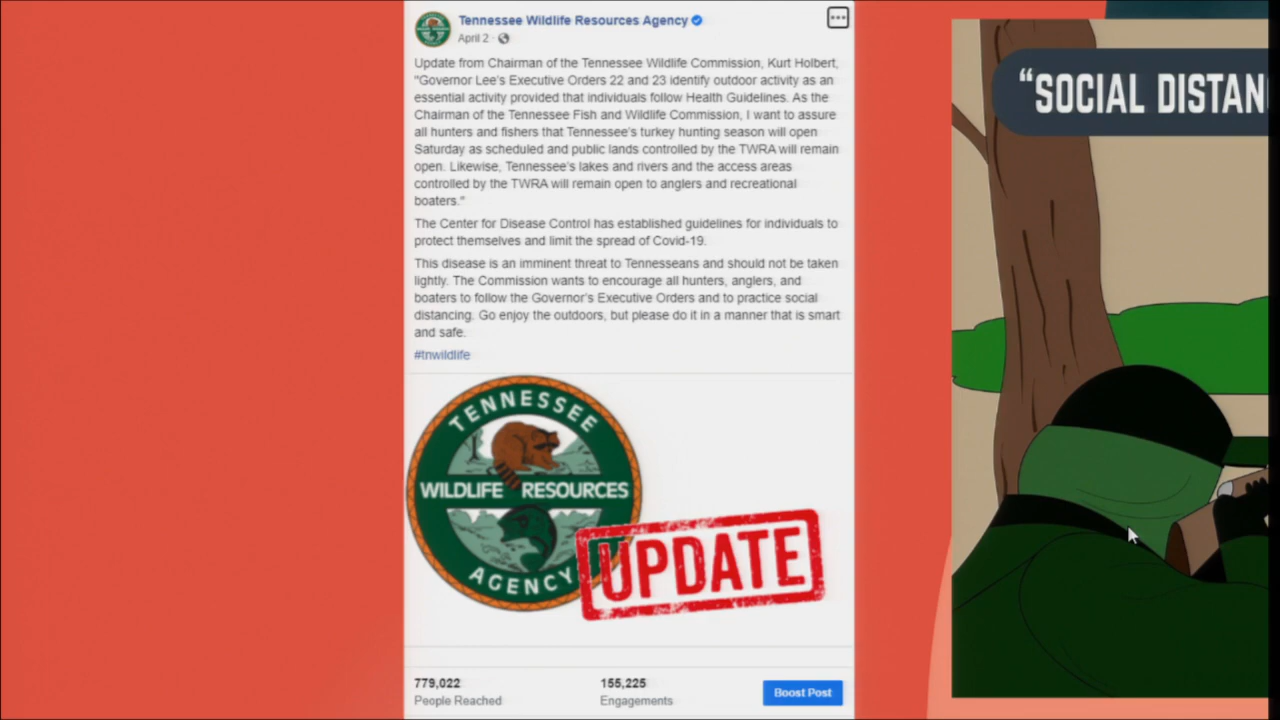 Tennessee Wildlife Resources Agency
April 2 ·
Update from Chairman of the Tennessee Wildlife Commission, Kurt Holbert,
"Governor Lee's Executive Orders 22 and 23 identify outdoor activity as an
essential activity provided that individuals follow Health Guidelines. As the
Chairman of the Tennessee Fish and Wildlife Commission, I want to assure
all hunters and fishers that Tennessee's turkey hunting season will open
Saturday as scheduled and public lands controlled by the TWRA will remain
open. Likewise, Tennessee's lakes and rivers and the access areas
controlled by the TWRA will remain open to anglers and recreational
boaters."
The Center for Disease Control has established guidelines for individuals to
protect themselves and limit the spread of Covid-19.
This disease is an imminent threat to Tennesseans and should not be taken
lightly. The Commission wants to encourage all hunters, anglers, and
boaters to follow the Governor's Executive Orders and to practice social
distancing. Go enjoy the outdoors, but please do it in a manner that is smart
and safe.
#tnwildlife
TENNESSEE
WILDLIFE RESOURCES
AGENCY
UPDATE
779,022
People Reached
155,225
Engagements
Boost Post
"SOCIAL DISTAN